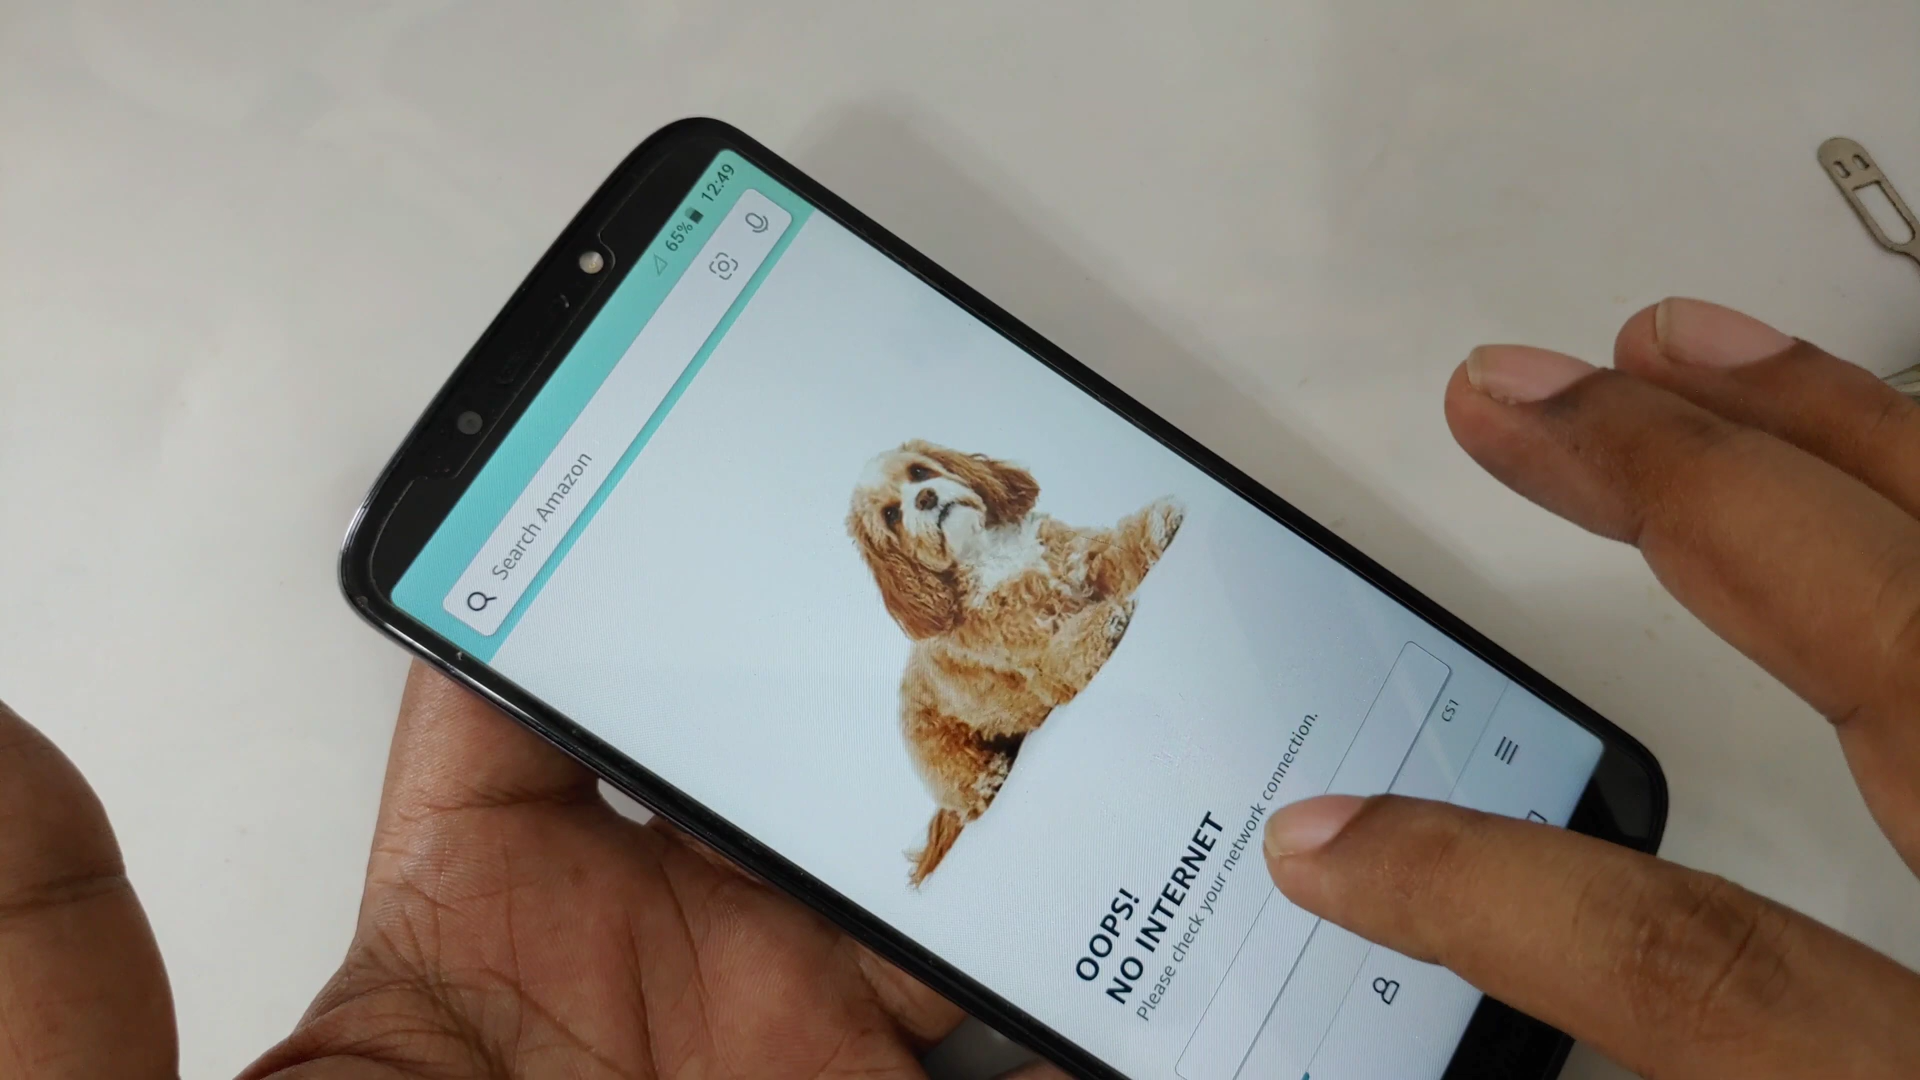 65% 12:49
Search Amazon
OOPS!
NO INTERNET
Please check your network connection.
CS1